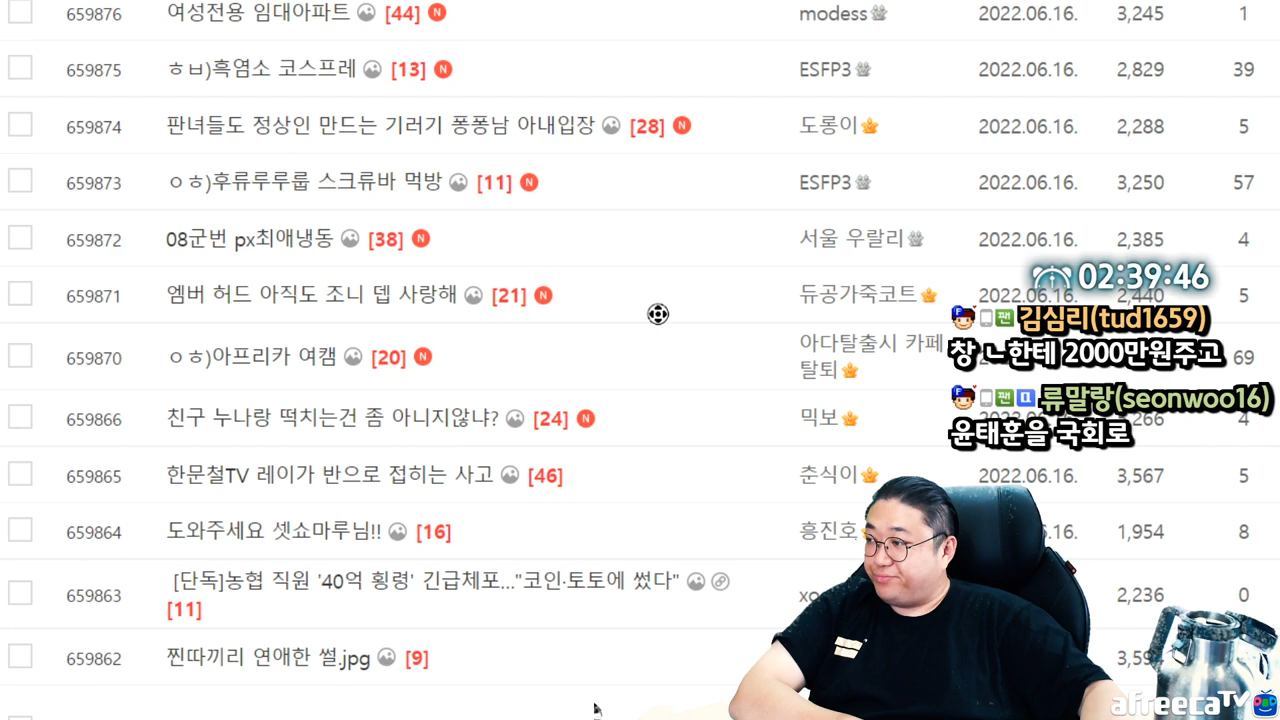 659876 여성전용 임대아파트 [44] N modess 2022.06.16. 3,245 1
659875 ㅎㅂ)흑염소 코스프레 [13] N ESFP3 2022.06.16. 2,829 39
659874 판녀들도 정상인 만드는 기러기 퐁퐁남 아내입장 [28] N 도롱이 2022.06.16. 2,288 5
659873 ㅇㅎ)후류루루룹 스크류바 먹방 [11] N ESFP3 2022.06.16. 3,250 57
659872 08군번 px최애냉동 [38] N 서울 우랄리 2022.06.16. 2,385 4
02:39:46
659871 엠버 허드 아직도 조니 뎁 사랑해 [21] N 듀공가죽코트 2022.06.16. 2,440 5
팬 김심리(tud1659)
659870 ㅇㅎ)아프리카 여캠 [20] N 아다탈출시 카페탈퇴 69
창 ㄴ한테 2000만원주고
팬 류말랑(seonwoo16)
659866 친구 누나랑 떡치는건 좀 아니지않냐? [24] N 믹보 4
윤태훈을 국회로
659865 한문철TV 레이가 반으로 접히는 사고 [46] 춘식이 2022.06.16. 3,567 5
659864 도와주세요 셋쇼마루님!! [16] 흥진호 1,954 8
659863 [단독]농협 직원 '40억 횡령' 긴급체포..."코인·토토에 썼다" 2,236 0
[11]
659862 찐따끼리 연애한 썰.jpg [9]
afreecaTV